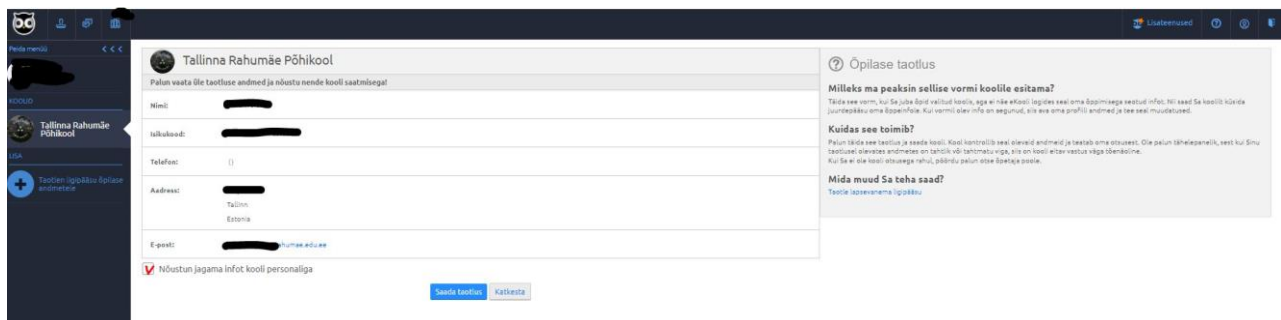 Lisateenused
Peida menüü
<<<
KOOLID
Tallinna Rahumäe
Põhikool
LISA
Taotlen ligipääsu õpilase
andmetele
Tallinna Rahumäe Põhikool
Palun vaata üle taotluse andmed ja nõustu nende kooli saatmisega!
Nimi:
Isikukood:
Telefon: ()
Aadress:
Tallinn
Estonia
E-post: ahumae.edu.ee
Nõustun jagama infot kooli personaliga
Saada taotlus Katkesta
Õpilase taotlus
Milleks ma peaksin sellise vormi koolile esitama?
Täida see vorm, kui Sa juba õpid valitud koolis, aga ei näe eKooli logides seal oma õppimisega seotud infot. Nii saad Sa koolilt küsida
juurdepääsu oma õppeinfole. Kui vormil olev info on aegunud, siis ava oma profiili andmed ja tee seal muudatused.
Kuidas see toimib?
Palun täida see taotlus ja saada kooli. Kool kontrollib seal olevaid andmeid ja teatab oma otsusest. Ole palun tähelepanelik, sest kui Sinu
taotlusel olevates andmetes on tahtlik või tahtmatu viga, siis on kooli eitav vastus väga tõenäoline.
Kui Sa ei ole kooli otsusega rahul, pöördu palun otse õpetaja poole.
Mida muud Sa teha saad?
Taotle lapsevanema ligipääsu